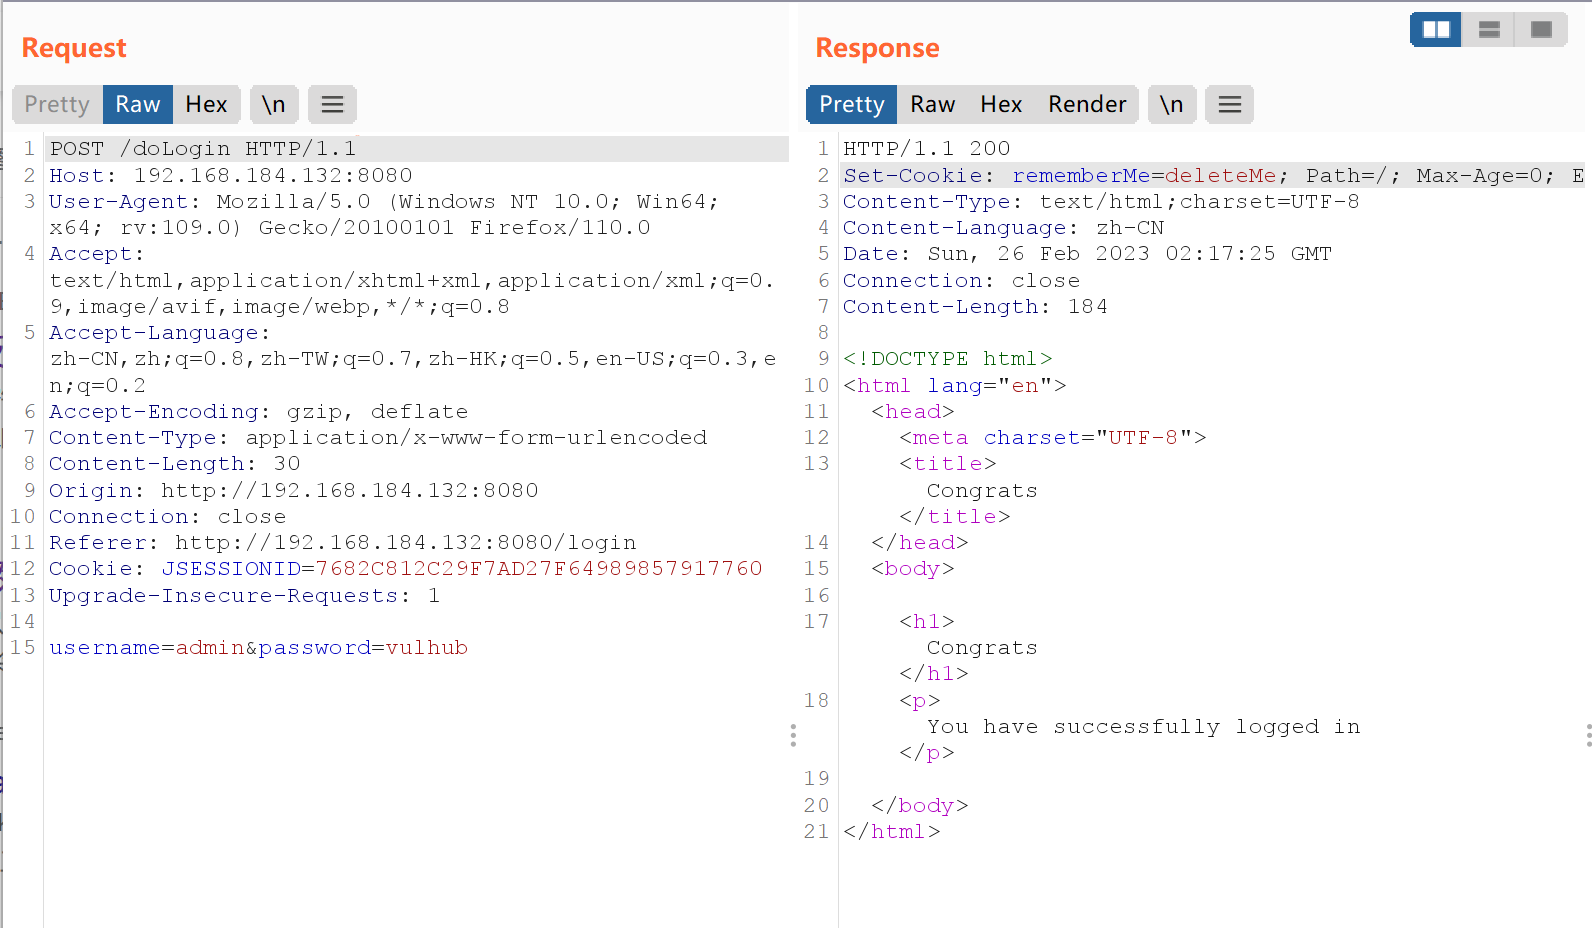 Request
Pretty Raw Hex \n
1 POST /doLogin HTTP/1.1
2 Host: 192.168.184.132:8080
3 User-Agent: Mozilla/5.0 (Windows NT 10.0; Win64;
x64; rv:109.0) Gecko/20100101 Firefox/110.0
4 Accept:
text/html,application/xhtml+xml,application/xml;q=0.
9,image/avif,image/webp,*/*;q=0.8
5 Accept-Language:
zh-CN,zh;q=0.8,zh-TW;q=0.7,zh-HK;q=0.5,en-US;q=0.3,e
n;q=0.2
6 Accept-Encoding: gzip, deflate
7 Content-Type: application/x-www-form-urlencoded
8 Content-Length: 30
9 Origin: http://192.168.184.132:8080
10 Connection: close
11 Referer: http://192.168.184.132:8080/login
12 Cookie: JSESSIONID=7682C812C29F7AD27F64989857917760
13 Upgrade-Insecure-Requests: 1
14
15 username=admin&password=vulhub
Response
Pretty Raw Hex Render \n
1 HTTP/1.1 200
2 Set-Cookie: rememberMe=deleteMe; Path=/; Max-Age=0; E
3 Content-Type: text/html;charset=UTF-8
4 Content-Language: zh-CN
5 Date: Sun, 26 Feb 2023 02:17:25 GMT
6 Connection: close
7 Content-Length: 184
8
9 <!DOCTYPE html>
10 <html lang="en">
11 <head>
12 <meta charset="UTF-8">
13 <title>
Congrats
</title>
14 </head>
15 <body>
16
17 <h1>
Congrats
</h1>
18 <p>
You have successfully logged in
</p>
19
20 </body>
21 </html>